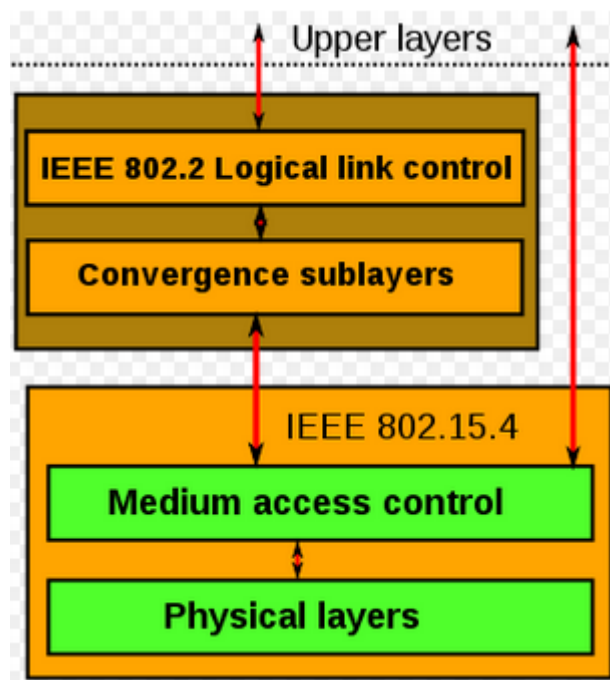 Upper layers
IEEE 802.2 Logical link control
Convergence sublayers
IEEE 802.15.4
Medium access control
Physical layers